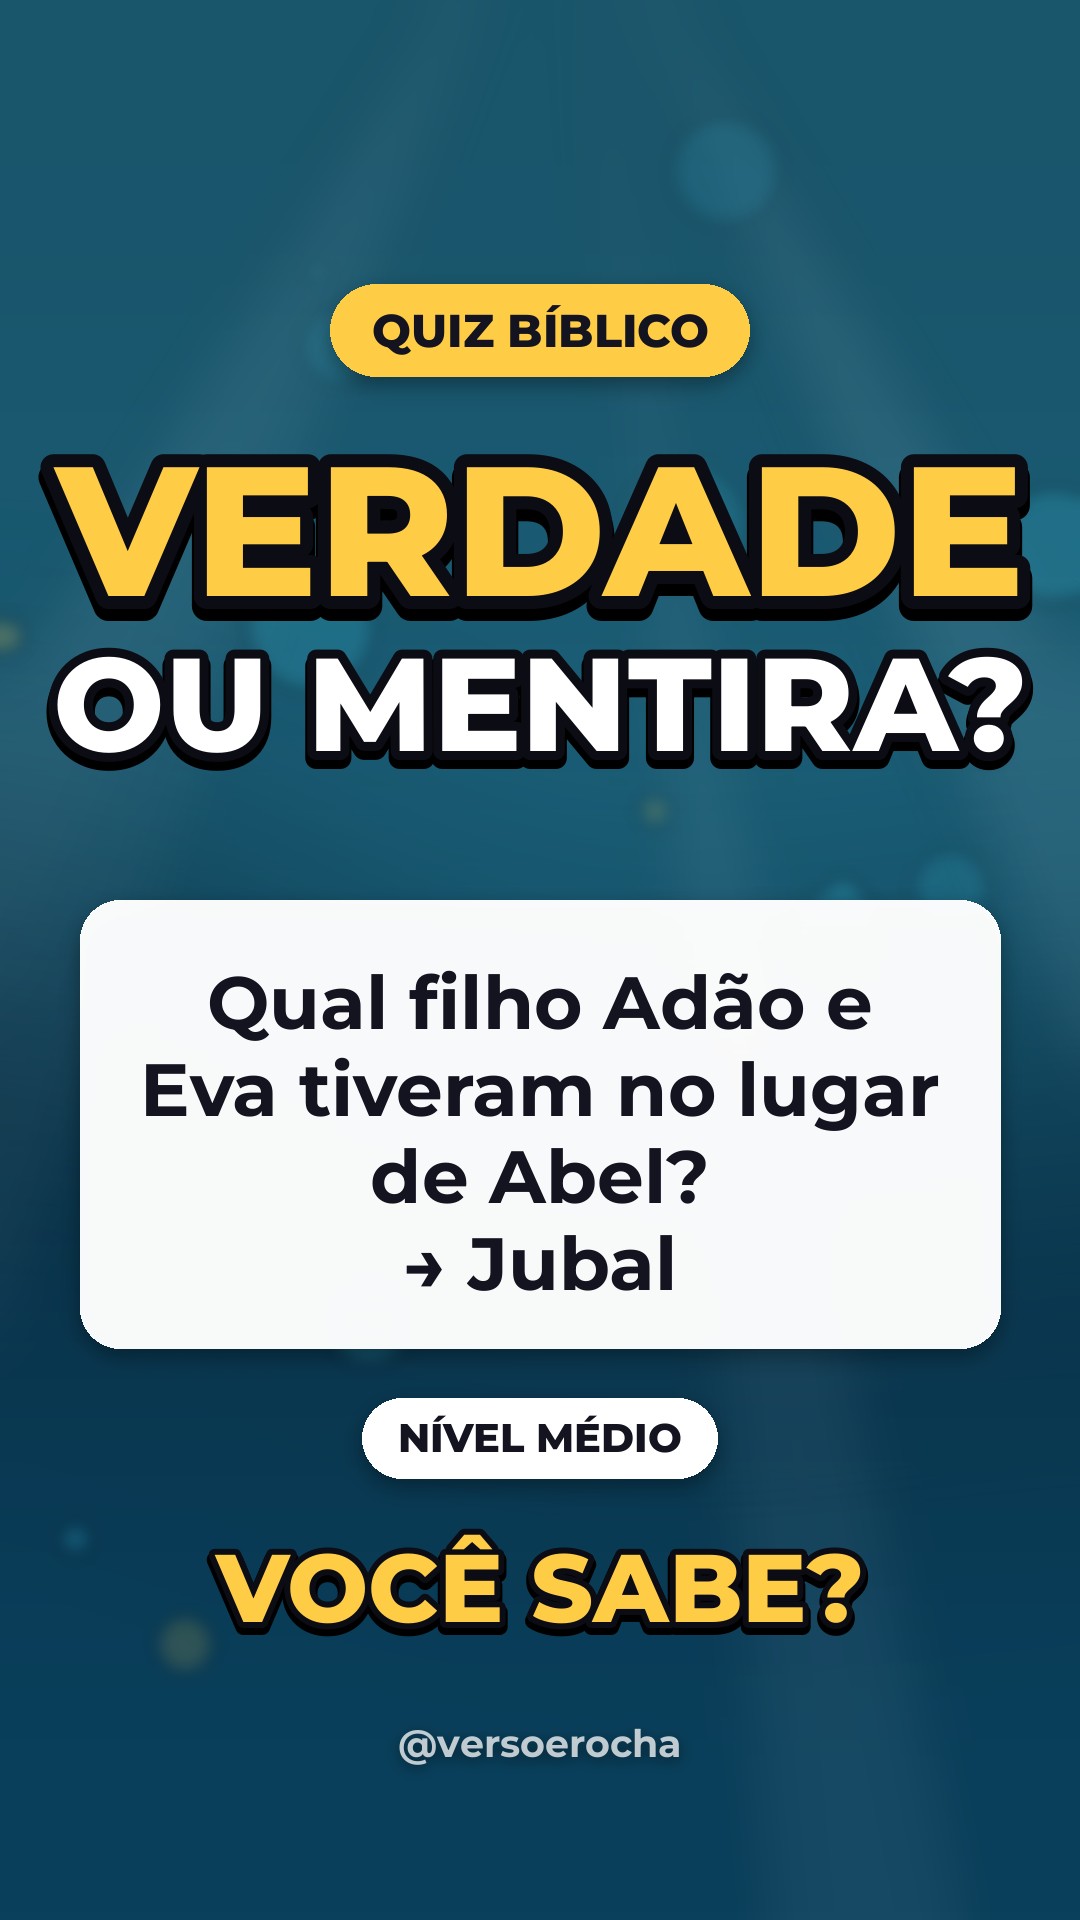 QUIZ BÍBLICO
VERDADE
OU MENTIRA?
Qual filho Adão e
Eva tiveram no lugar
de Abel?
→ Jubal
NÍVEL MÉDIO
VOCÊ SABE?
@versoerocha